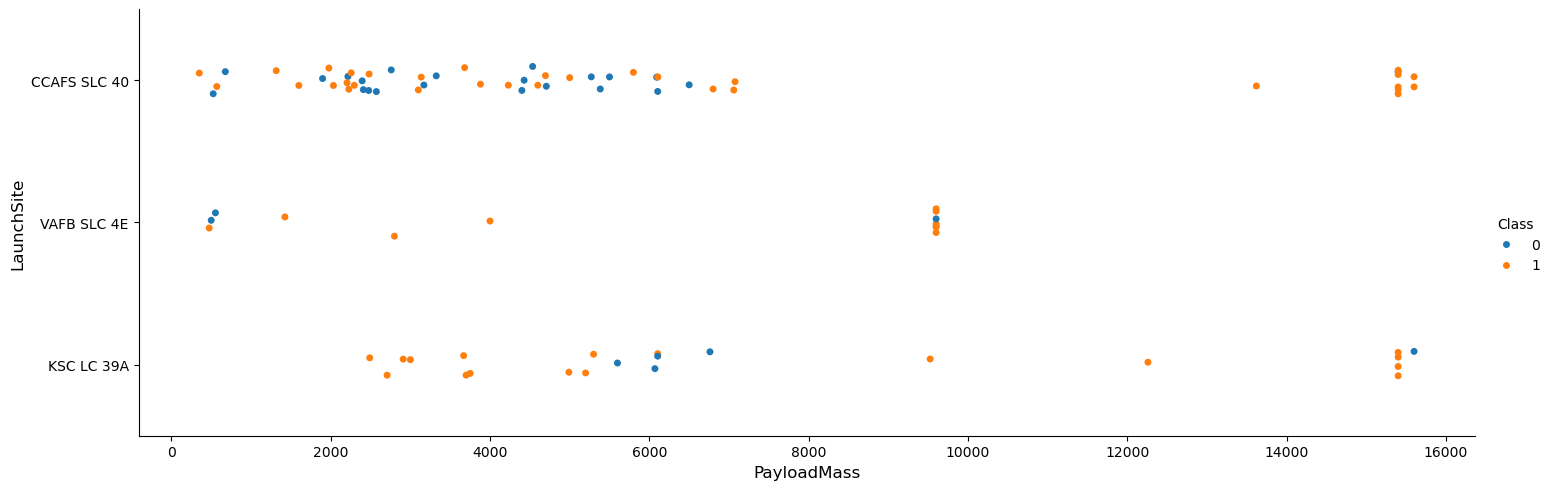 CCAFS SLC 40
VAFB SLC 4E
KSC LC 39A
LaunchSite
0 2000 4000 6000 8000 10000 12000 14000 16000
PayloadMass
Class
0
1